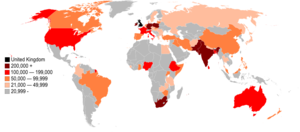 United Kingdom
200,000 +
100,000 — 199,000
50,000 — 99,999
21,000 — 49,999
20,999 -